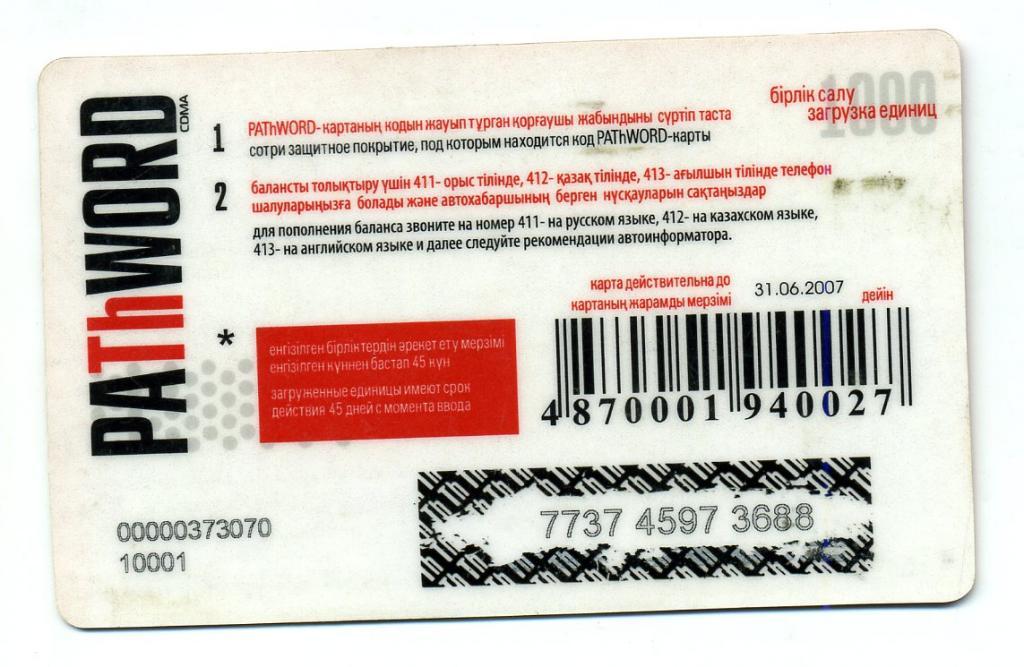 PAThWORD
CDMA
1000
бірлік салу
загрузка единиц
1
PAThWORD-картаның кодын жауып тұрған қорғаушы жабындыны сүртіп таста
сотри защитное покрытие, под которым находится код PAThWORD-карты
2
балансты толықтыру үшін 411- орыс тілінде, 412- қазақ тілінде, 413- ағылшын тілінде телефон
шалуларыңызға болады және автохабаршының берген нұсқауларын сақтаңыздар
для пополнения баланса звоните на номер 411- на русском языке, 412- на казахском языке,
413- на английском языке и далее следуйте рекомендации автоинформатора.
карта действительна до
картаның жарамды мерзімі
31.06.2007
дейін
*
енгізілген бірліктердін әрекет ету мерзімі
енгізілген күннен бастап 45 күн
загруженные единицы имеют срок
действия 45 дней с момента ввода
4 870001 940027
7737 4597 3688
00000373070
10001